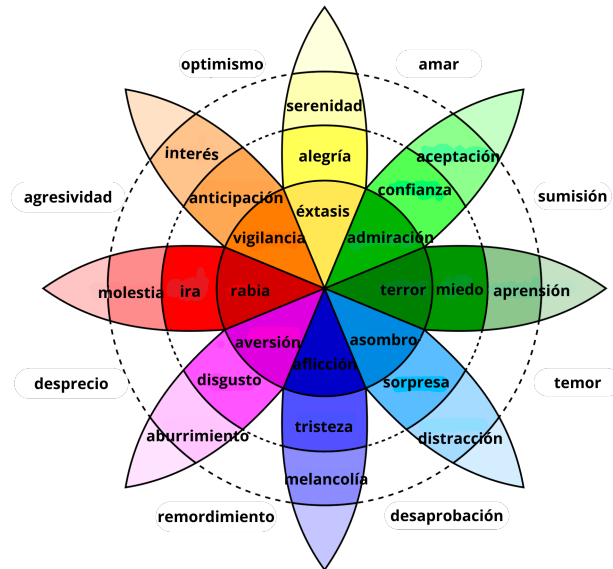 optimismo
amar
serenidad
interés
alegría
aceptación
anticipación
confianza
agresividad
sumisión
éxtasis
vigilancia
admiración
molestia
ira
rabia
terror
miedo
aprensión
aversión
asombro
aflicción
desprecio
disgusto
sorpresa
temor
tristeza
aburrimiento
distracción
melancolía
remordimiento
desaprobación